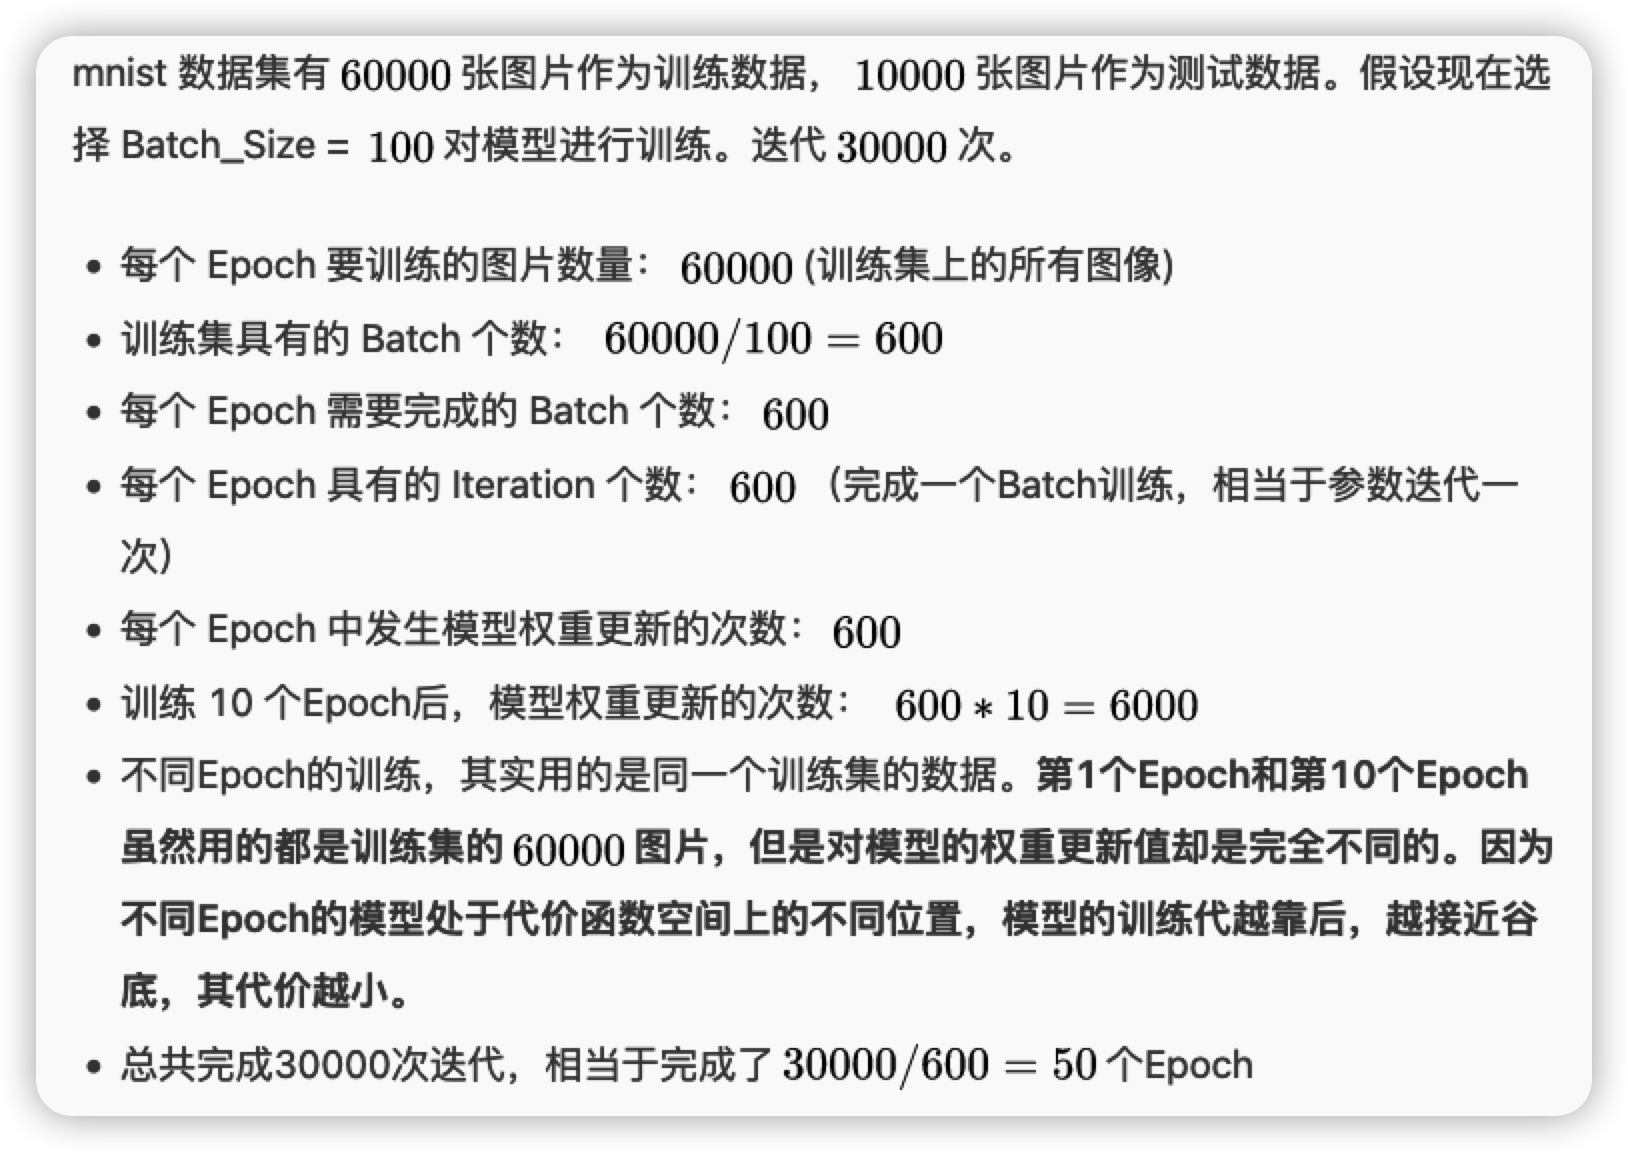 mnist 数据集有 60000 张图片作为训练数据， 10000 张图片作为测试数据。假设现在选
择 Batch_Size = 100 对模型进行训练。迭代 30000 次。
• 每个 Epoch 要训练的图片数量： 60000 (训练集上的所有图像)
• 训练集具有的 Batch 个数： 60000/100 = 600
• 每个 Epoch 需要完成的 Batch 个数： 600
• 每个 Epoch 具有的 Iteration 个数： 600 （完成一个Batch训练，相当于参数迭代一
次）
• 每个 Epoch 中发生模型权重更新的次数： 600
• 训练 10 个Epoch后，模型权重更新的次数： 600 * 10 = 6000
• 不同Epoch的训练，其实用的是同一个训练集的数据。第1个Epoch和第10个Epoch
虽然用的都是训练集的 60000 图片，但是对模型的权重更新值却是完全不同的。因为
不同Epoch的模型处于代价函数空间上的不同位置，模型的训练代越靠后，越接近谷
底，其代价越小。
• 总共完成30000次迭代，相当于完成了 30000/600 = 50 个Epoch